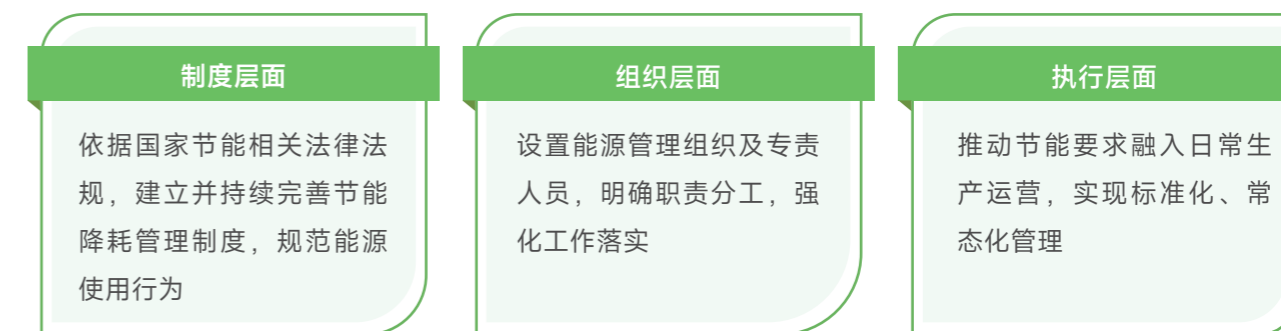 制度层面
依据国家节能相关法律法
规，建立并持续完善节能
降耗管理制度，规范能源
使用行为
组织层面
设置能源管理组织及专责
人员，明确职责分工，强
化工作落实
执行层面
推动节能要求融入日常生
产运营，实现标准化、常
态化管理